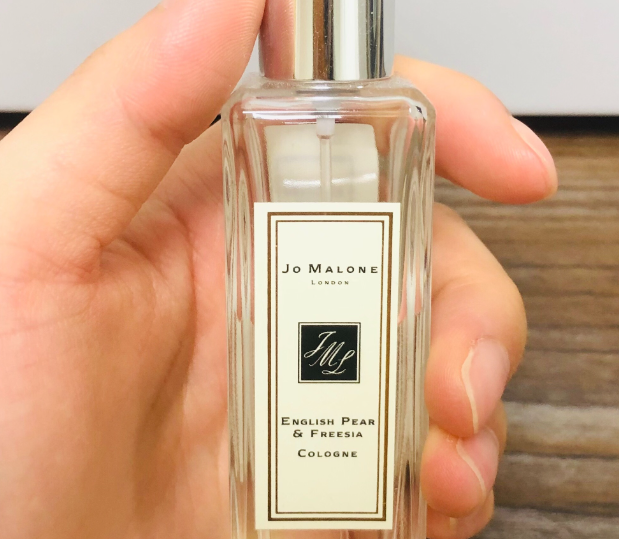 JO MALONE
LONDON
JML
ENGLISH PEAR
& FREESIA
COLOGNE